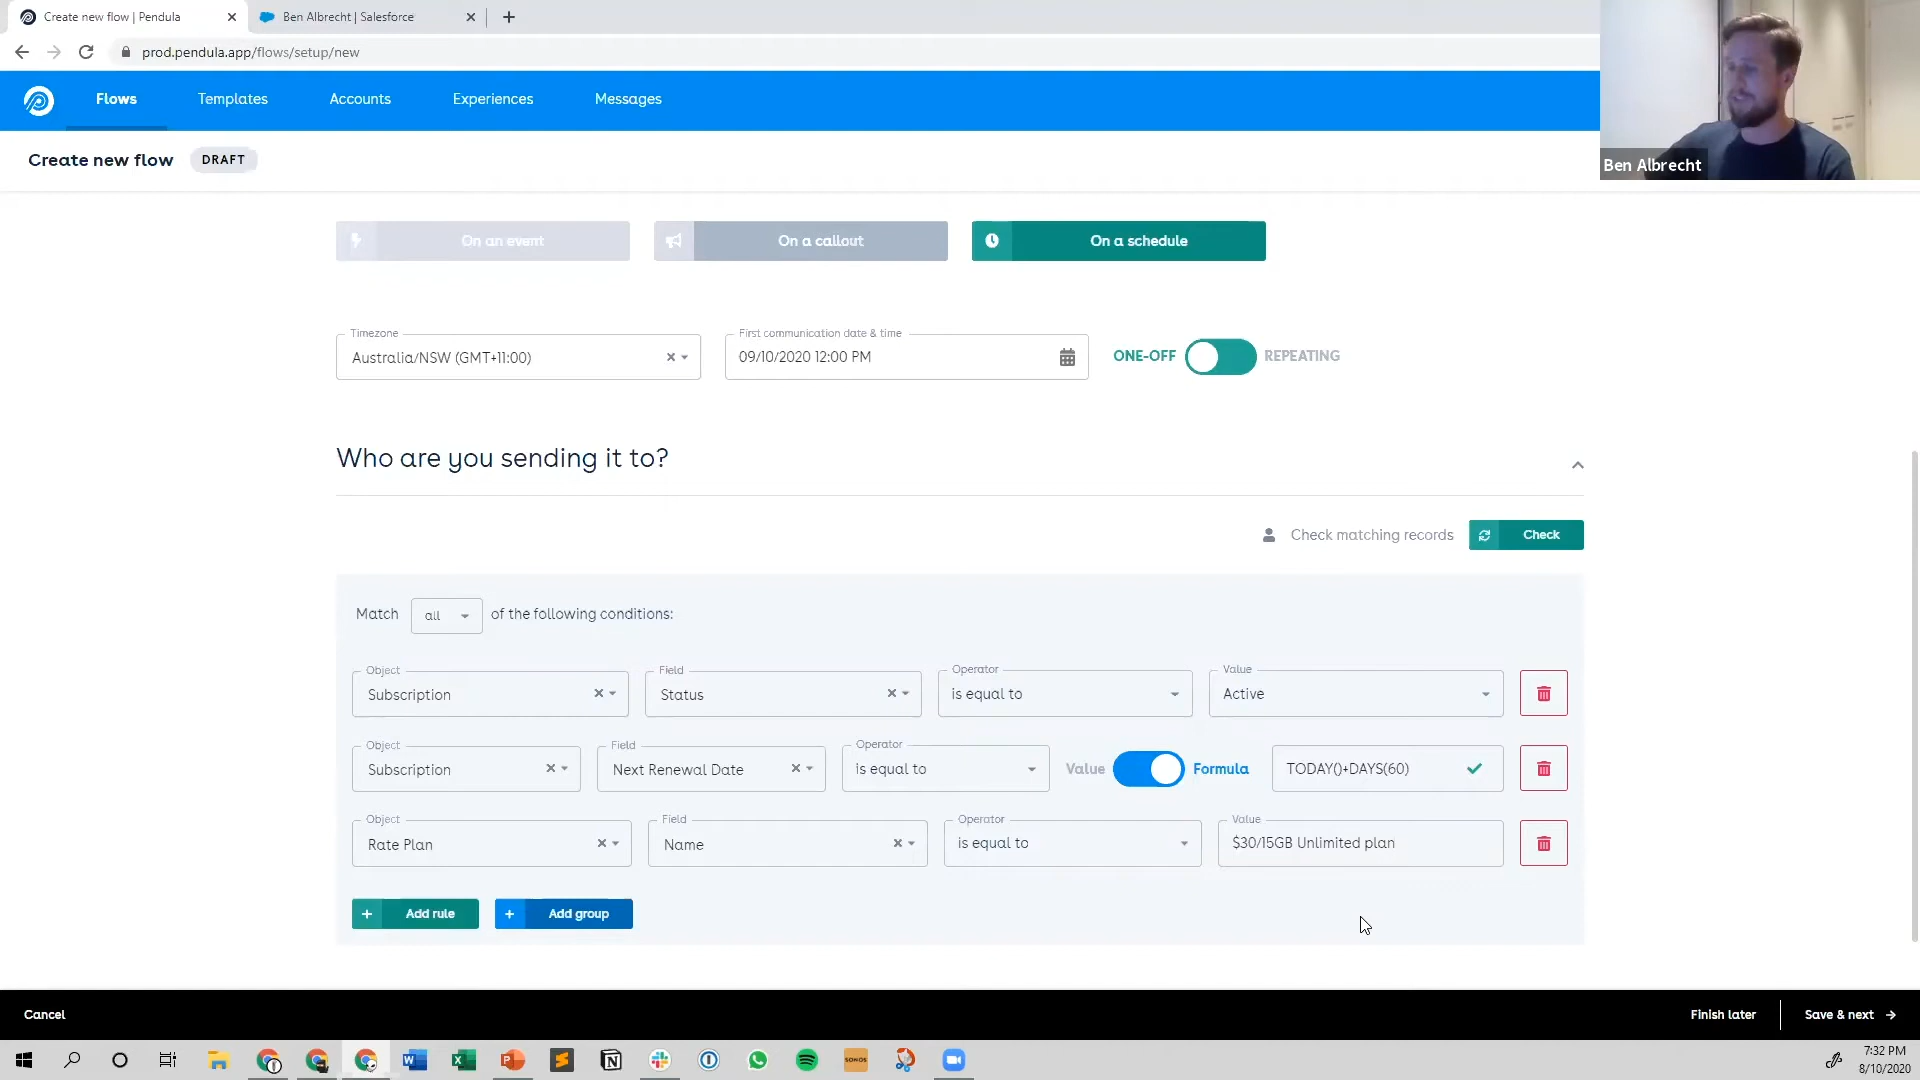 Create new flow | Pendula
Ben Albrecht | Salesforce
prod.pendula.app/flows/setup/new
Flows Templates Accounts Experiences Messages
Ben Albrecht
Create new flow DRAFT
On an event On a callout On a schedule
Timezone First communication date & time
Australia/NSW (GMT+11:00) 09/10/2020 12:00 PM ONE-OFF REPEATING
Who are you sending it to?
Check matching records Check
Match all of the following conditions:
Object Field Operator Value
Subscription Status is equal to Active
Object Field Operator
Subscription Next Renewal Date is equal to Value Formula TODAY()+DAYS(60)
Object Field Operator Value
Rate Plan Name is equal to $30/15GB Unlimited plan
+ Add rule + Add group
Cancel Finish later Save & next
SONOS
7:32 PM
8/10/2020